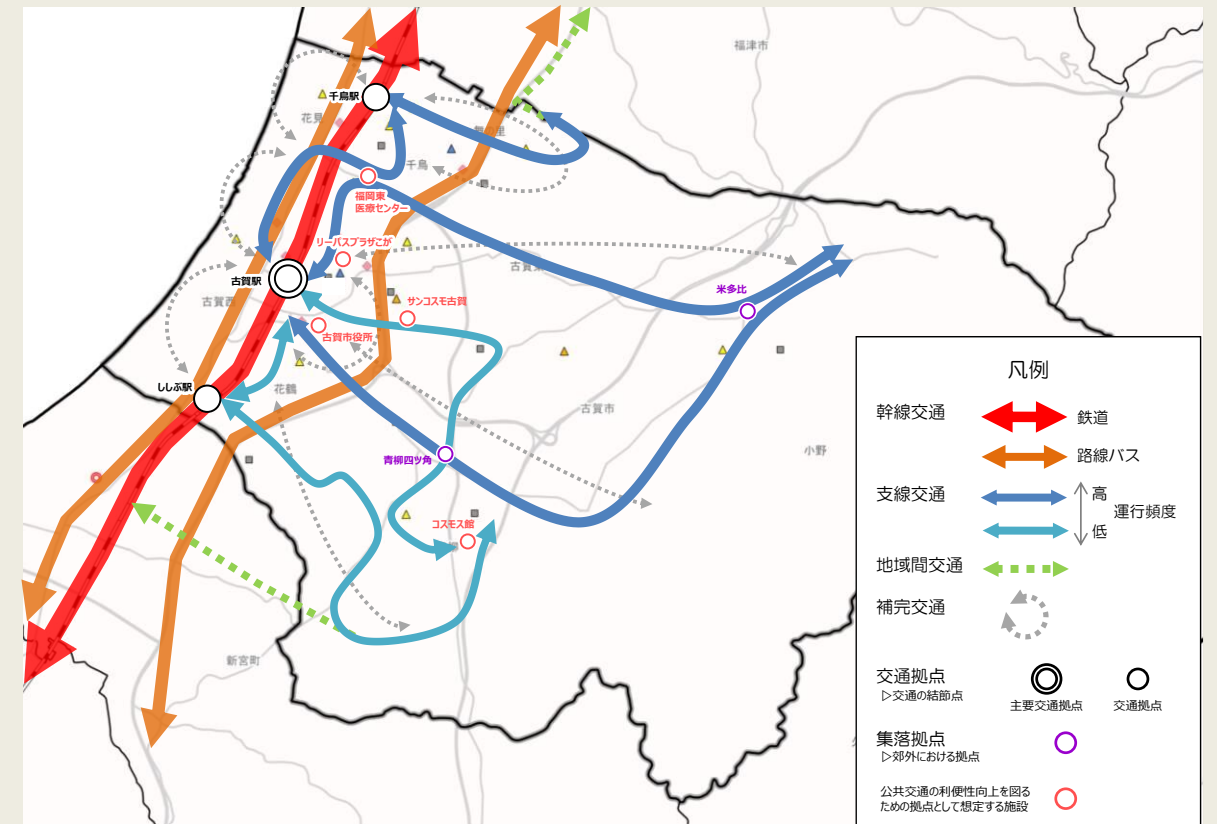 福津市
千鳥駅
花見
千鳥
福岡東
医療センター
リーパスプラザこが
古賀駅
古賀西
サンコスモ古賀
古賀市役所
米多比
ししぶ駅
花鶴
古賀市
小野
青柳四ツ角
コスモス館
新宮町
凡例
幹線交通
鉄道
路線バス
支線交通
高
運行頻度
低
地域間交通
補完交通
交通拠点
▷交通の結節点
主要交通拠点
交通拠点
集落拠点
▷郊外における拠点
公共交通の利便性向上を図る
ための拠点として想定する施設